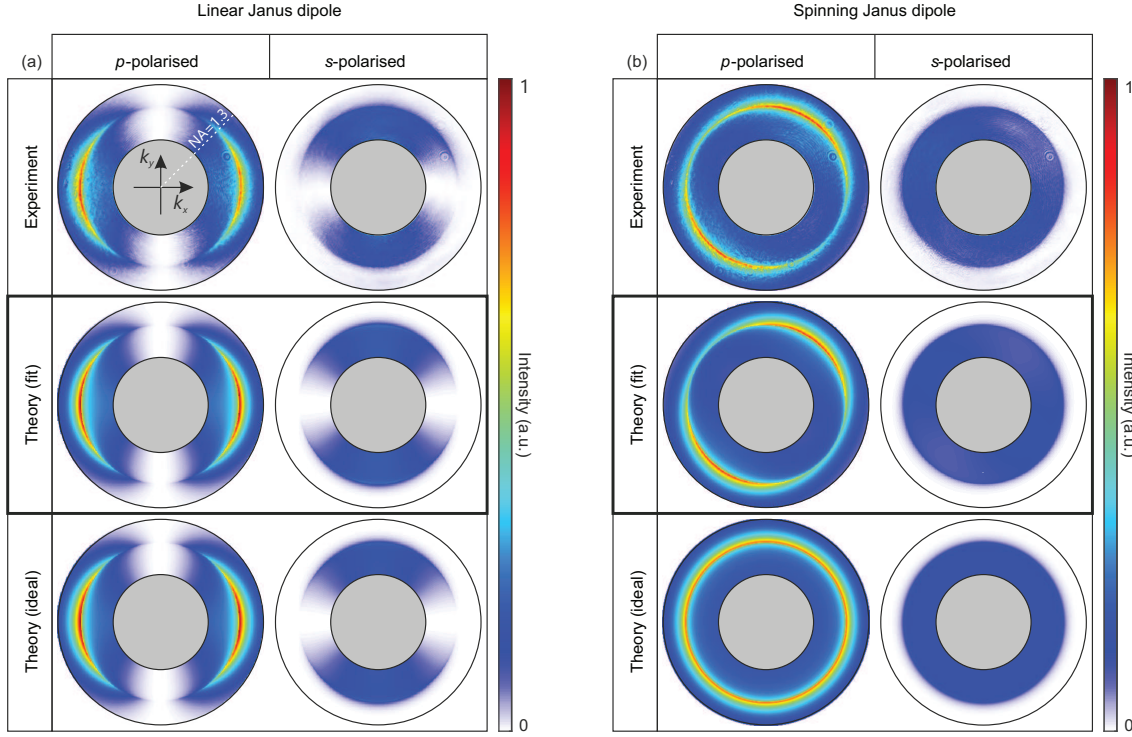 Linear Janus dipole
(a)
p-polarised
s-polarised
1
Experiment
NA=1.3
ky
kx
Theory (fit)
Intensity (a.u.)
Theory (ideal)
0
Spinning Janus dipole
(b)
p-polarised
s-polarised
1
Experiment
Theory (fit)
Intensity (a.u.)
Theory (ideal)
0